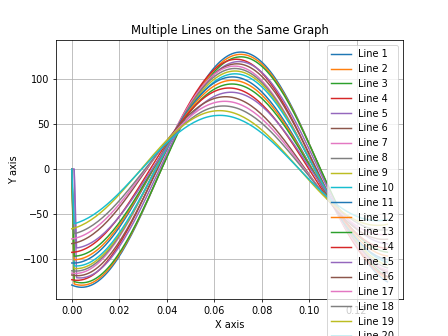 Multiple Lines on the Same Graph
Y axis
100
50
0
−50
−100
0.00
0.02
0.04
0.06
0.08
0.10
X axis
Line 1
Line 2
Line 3
Line 4
Line 5
Line 6
Line 7
Line 8
Line 9
Line 10
Line 11
Line 12
Line 13
Line 14
Line 15
Line 16
Line 17
Line 18
Line 19
Line 20